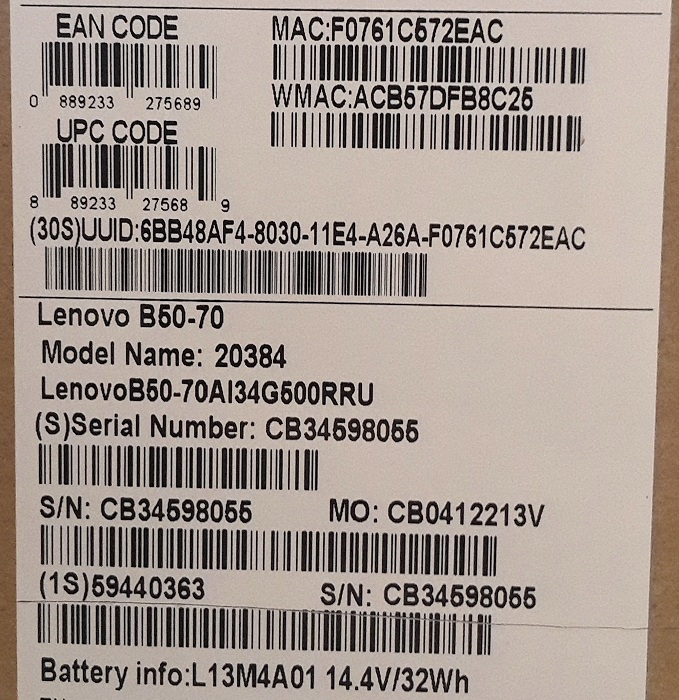 EAN CODE
0 889233 275689
UPC CODE
8 89233 27568 9
MAC:F0761C572EAC
WMAC:ACB57DFB8C25
(30S)UUID:6BB48AF4-8030-11E4-A26A-F0761C572EAC
Lenovo B50-70
Model Name: 20384
LenovoB50-70AI34G500RRU
(S)Serial Number: CB34598055
S/N: CB34598055 MO: CB0412213V
(1S)59440363 S/N: CB34598055
Battery info:L13M4A01 14.4V/32Wh